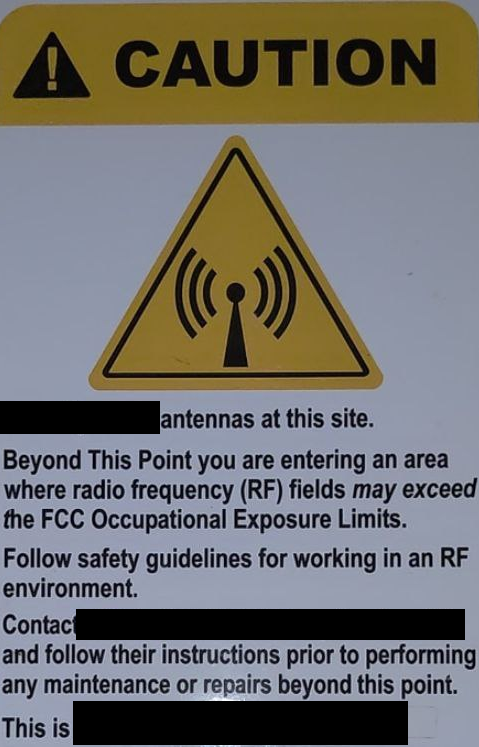 CAUTION
antennas at this site.
Beyond This Point you are entering an area
where radio frequency (RF) fields may exceed
the FCC Occupational Exposure Limits.
Follow safety guidelines for working in an RF
environment.
Contact
and follow their instructions prior to performing
any maintenance or repairs beyond this point.
This is